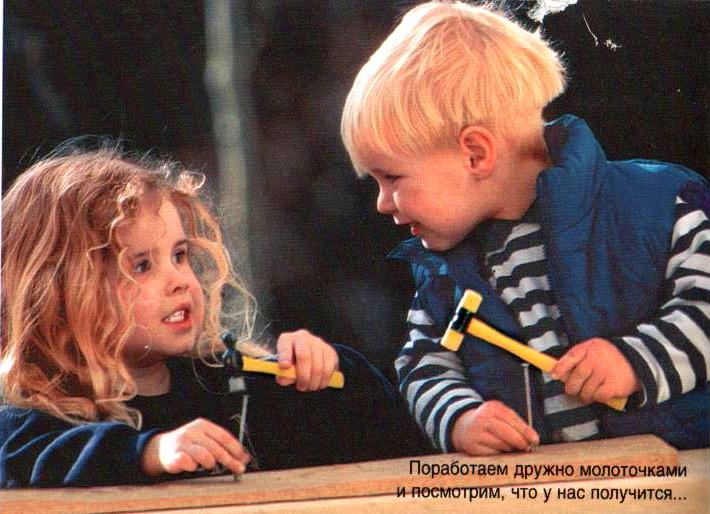 Поработаем дружно молоточками
и посмотрим, что у нас получится...